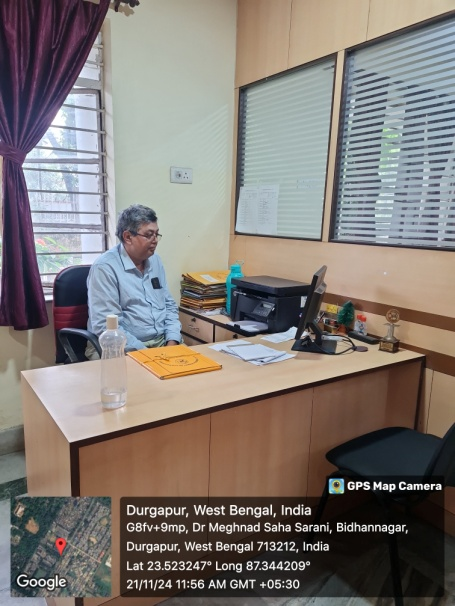 GPS Map Camera
Durgapur, West Bengal, India
G8fv+9mp, Dr Meghnad Saha Sarani, Bidhannagar,
Durgapur, West Bengal 713212, India
Lat 23.523247° Long 87.344209°
21/11/24 11:56 AM GMT +05:30
Google